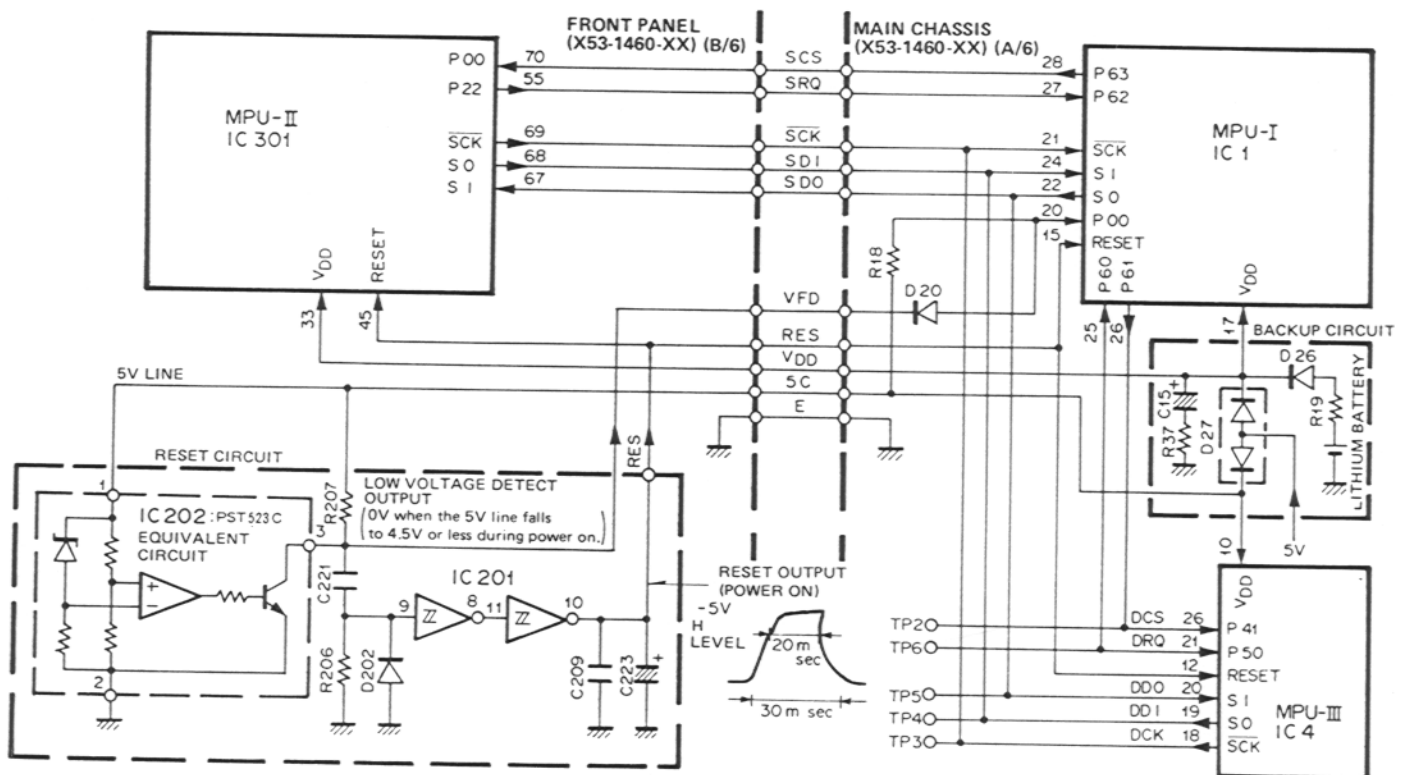 FRONT PANEL
(X53-1460-XX) (B/6)
MAIN CHASSIS
(X53-1460-XX) (A/6)
MPU-II
IC 301
P00
P22
SCK
S0
S1
VDD
RESET
70
55
69
68
67
33
45
SCS
SRQ
SCK
SDI
SDO
VFD
RES
VDD
5C
E
R18
D20
28
27
21
24
22
20
15
P63
P62
SCK
S1
S0
P00
RESET
MPU-I
IC 1
P60
P61
VDD
25
26
17
BACKUP CIRCUIT
D26
C15
+
R37
D27
R19
LITHIUM BATTERY
5V
5V LINE
RESET CIRCUIT
1
IC202:PST523C
EQUIVALENT
CIRCUIT
+
−
2
3
R207
LOW VOLTAGE DETECT
OUTPUT
(0V when the 5V line falls
to 4.5V or less during power on.)
C221
IC201
9
8
11
10
R206
D202
C209
C223
+
RES
RESET OUTPUT
(POWER ON)
-5V
H
LEVEL
20 m
sec
30 m sec
TP2
TP6
TP5
TP4
TP3
DCS
DRQ
DDO
DDI
DCK
10
26
21
12
20
19
18
VDD
P41
P50
RESET
S1
S0
SCK
MPU-III
IC 4